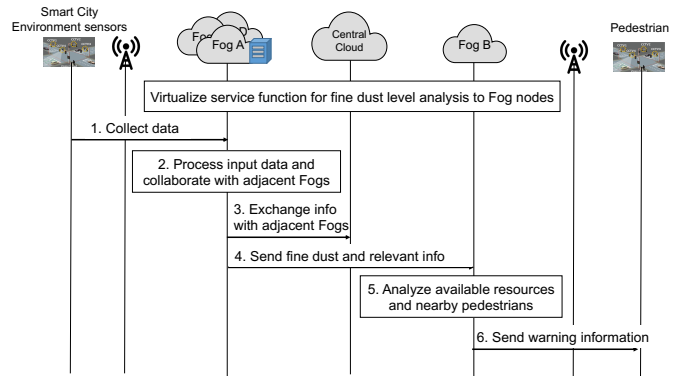 Smart City
Environment sensors
Fog A
Central
Cloud
Fog B
Pedestrian
Virtualize service function for fine dust level analysis to Fog nodes
1. Collect data
2. Process input data and
collaborate with adjacent Fogs
3. Exchange info
with adjacent Fogs
4. Send fine dust and relevant info
5. Analyze available resources
and nearby pedestrians
6. Send warning information